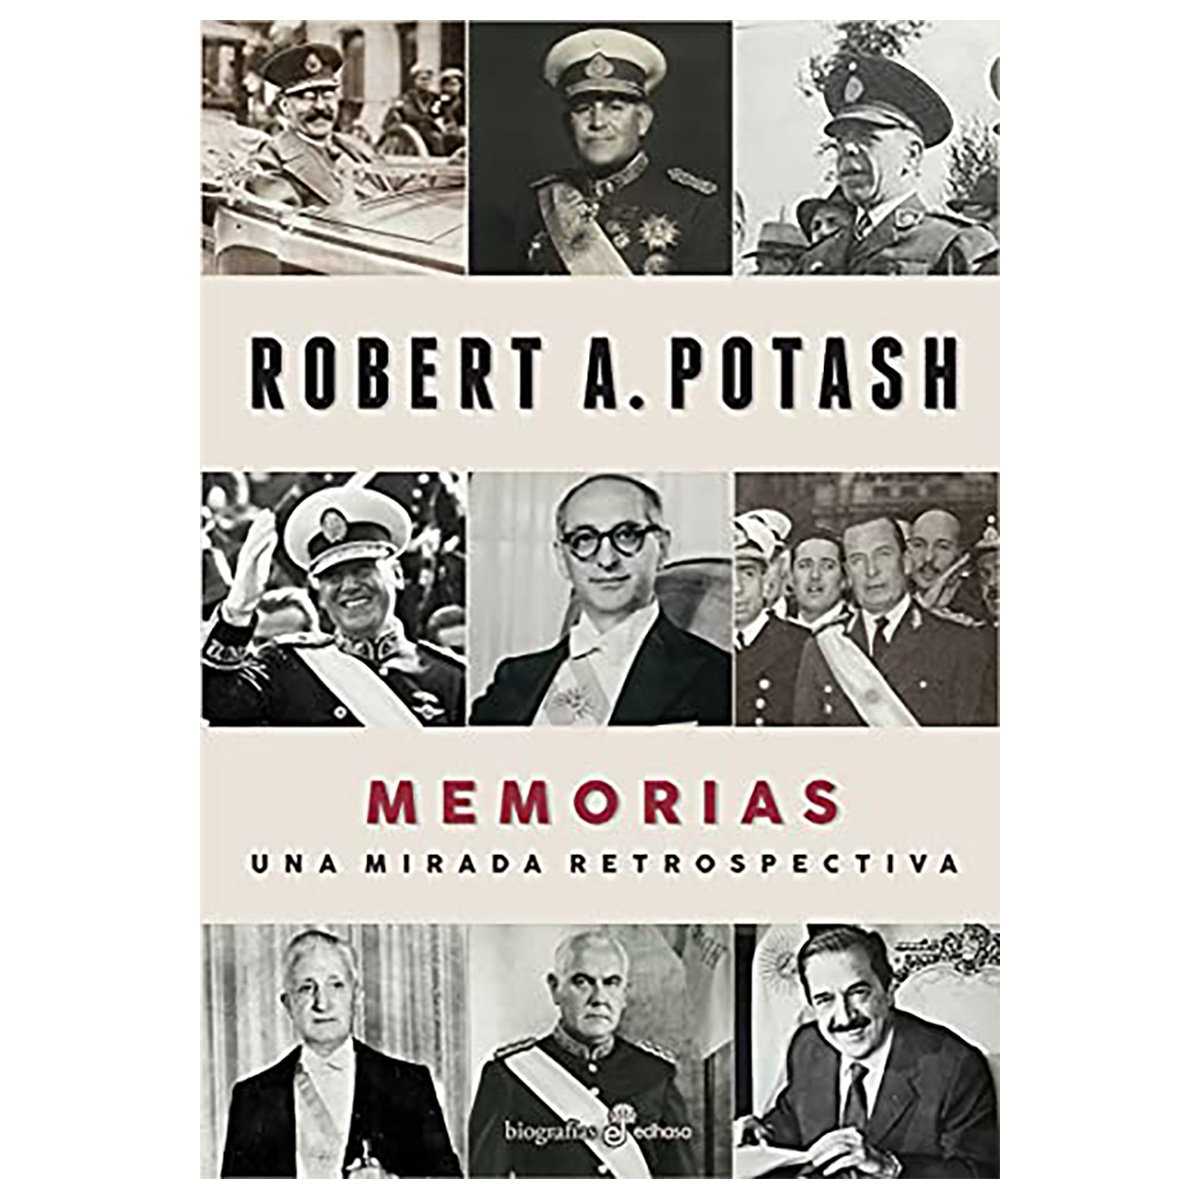 ROBERT A. POTASH
MEMORIAS
UNA MIRADA RETROSPECTIVA
biografías edhasa